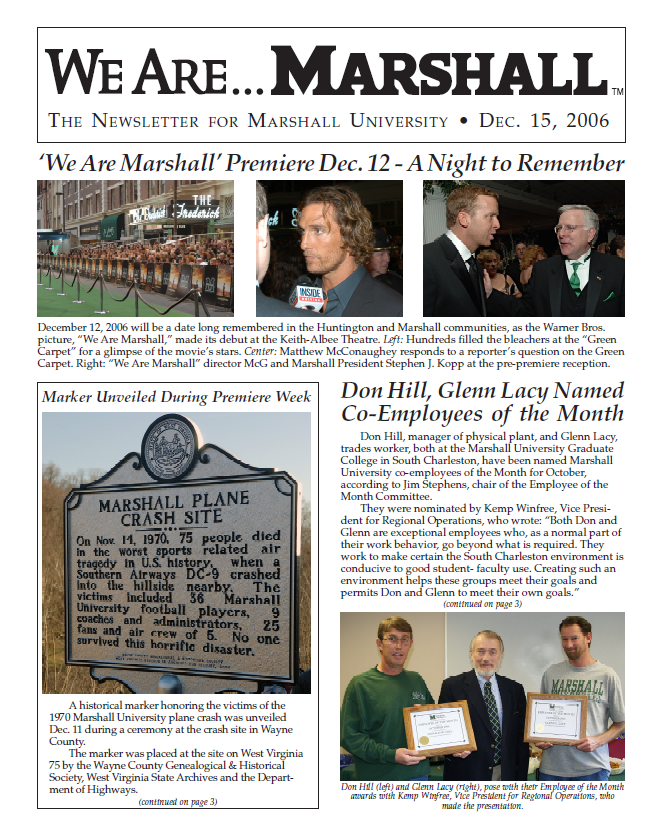 WE ARE... MARSHALL TM
THE NEWSLETTER FOR MARSHALL UNIVERSITY • DEC. 15, 2006
‘We Are Marshall’ Premiere Dec. 12 - A Night to Remember
THE
Frederick
INSIDE
December 12, 2006 will be a date long remembered in the Huntington and Marshall communities, as the Warner Bros.
picture, “We Are Marshall,” made its debut at the Keith-Albee Theatre. Left: Hundreds filled the bleachers at the “Green
Carpet” for a glimpse of the movie’s stars. Center: Matthew McConaughey responds to a reporter’s question on the Green
Carpet. Right: “We Are Marshall” director McG and Marshall President Stephen J. Kopp at the pre-premiere reception.
Marker Unveiled During Premiere Week
MARSHALL PLANE
CRASH SITE
On Nov. 14, 1970, 75 people died
in the worst sports related air
tragedy in U.S. history, when a
Southern Airways DC-9 crashed
into the hillside nearby. The
victims included 36 Marshall
University football players, 9
coaches and administrators, 25
fans and air crew of 5. No one
survived this horrific disaster.
A historical marker honoring the victims of the
1970 Marshall University plane crash was unveiled
Dec. 11 during a ceremony at the crash site in Wayne
County.
The marker was placed at the site on West Virginia
75 by the Wayne County Genealogical & Historical
Society, West Virginia State Archives and the Depart-
ment of Highways.
(continued on page 3)
Don Hill, Glenn Lacy Named
Co-Employees of the Month
Don Hill, manager of physical plant, and Glenn Lacy,
trades worker, both at the Marshall University Graduate
College in South Charleston, have been named Marshall
University co-employees of the Month for October,
according to Jim Stephens, chair of the Employee of the
Month Committee.
They were nominated by Kemp Winfree, Vice Presi-
dent for Regional Operations, who wrote: “Both Don and
Glenn are exceptional employees who, as a normal part of
their work behavior, go beyond what is required. They
work to make certain the South Charleston environment is
conducive to good student- faculty use. Creating such an
environment helps these groups meet their goals and
permits Don and Glenn to meet their own goals.”
(continued on page 3)
MARSHALL
Don Hill (left) and Glenn Lacy (right), pose with their Employee of the Month
awards with Kemp Winfree, Vice President for Regional Operations, who
made the presentation.